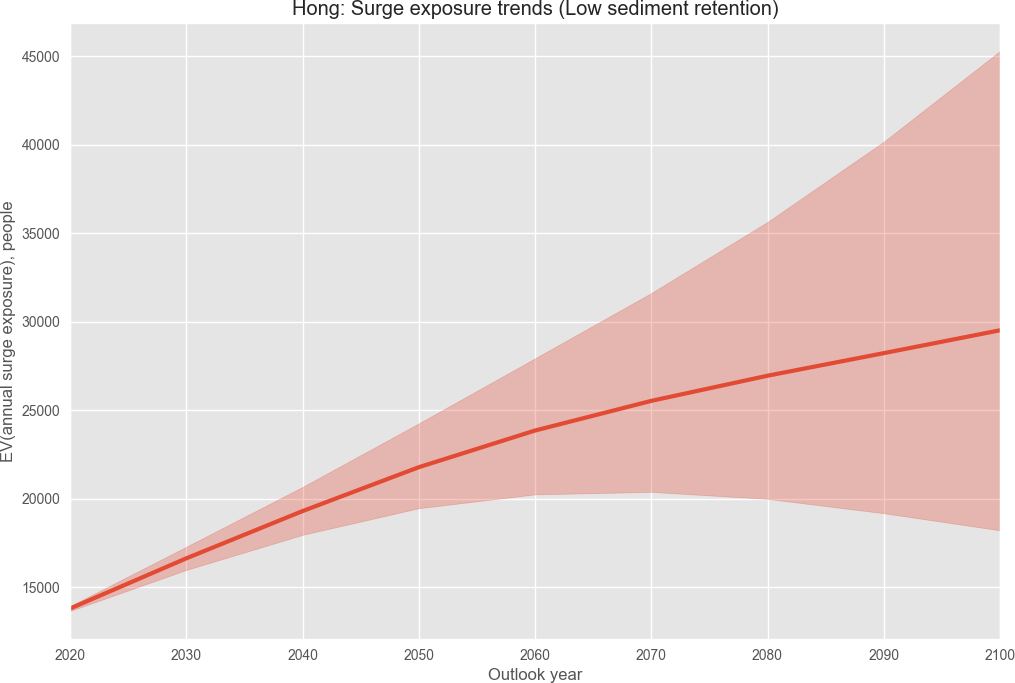 Hong: Surge exposure trends (Low sediment retention)
EV(annual surge exposure), people
45000
40000
35000
30000
25000
20000
15000
2020 2030 2040 2050 2060 2070 2080 2090 2100
Outlook year